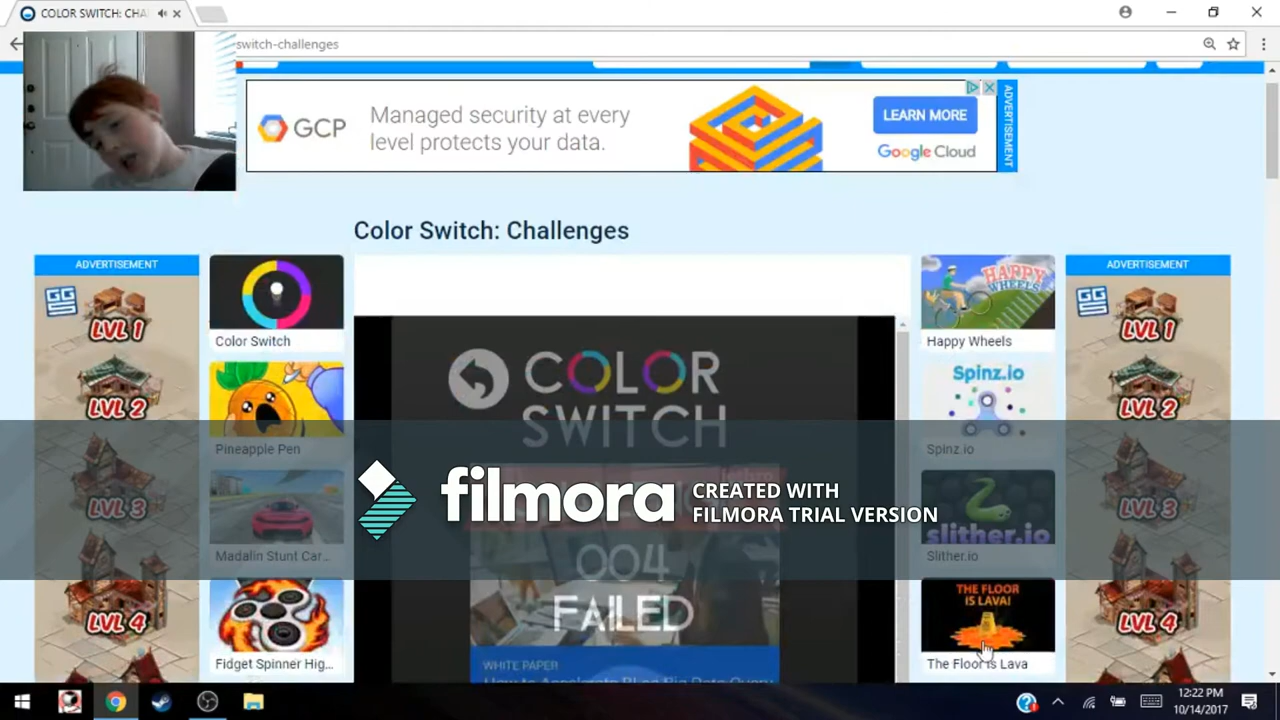 COLOR SWITCH: CHA
switch-challenges
GCP
Managed security at every
level protects your data.
LEARN MORE
Google Cloud
ADVERTISEMENT
Color Switch: Challenges
ADVERTISEMENT
GGS
LVL 1
LVL 2
LVL 3
LVL 4
Color Switch
Pineapple Pen
Madalin Stunt Car...
Fidget Spinner Hig...
COLOR
SWITCH
004
FAILED
WHITE PAPER
filmora
CREATED WITH
FILMORA TRIAL VERSION
HAPPY
WHEELS
Happy Wheels
Spinz.io
Spinz.io
slither.io
Slither.io
THE FLOOR
IS LAVA!
The Floor is Lava
ADVERTISEMENT
GGS
LVL 1
LVL 2
LVL 3
LVL 4
12:22 PM
10/14/2017